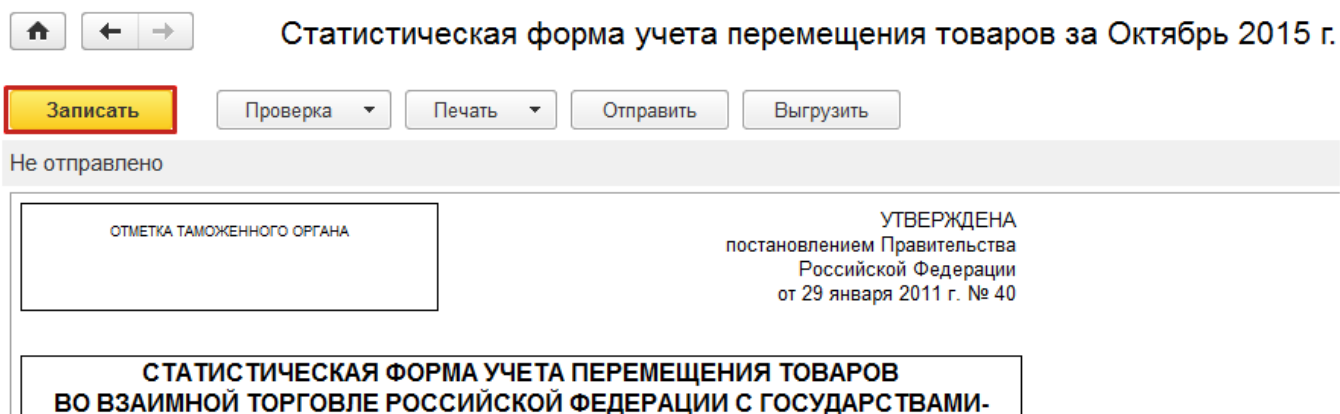 Статистическая форма учета перемещения товаров за Октябрь 2015 г.
Записать Проверка Печать Отправить Выгрузить
Не отправлено
ОТМЕТКА ТАМОЖЕННОГО ОРГАНА
УТВЕРЖДЕНА
постановлением Правительства
Российской Федерации
от 29 января 2011 г. № 40
СТАТИСТИЧЕСКАЯ ФОРМА УЧЕТА ПЕРЕМЕЩЕНИЯ ТОВАРОВ
ВО ВЗАИМНОЙ ТОРГОВЛЕ РОССИЙСКОЙ ФЕДЕРАЦИИ С ГОСУДАРСТВАМИ-